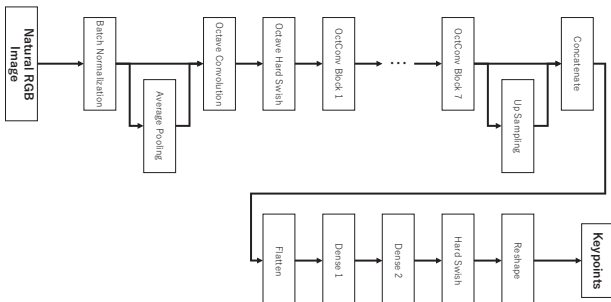 Natural RGB
Image
Batch Normalization
Average Pooling
Octave Convolution
Octave Hard Swish
OctConv Block 1
...
OctConv Block 7
Up Sampling
Concatenate
Flatten
Dense 1
Dense 2
Hard Swish
Reshape
Keypoints